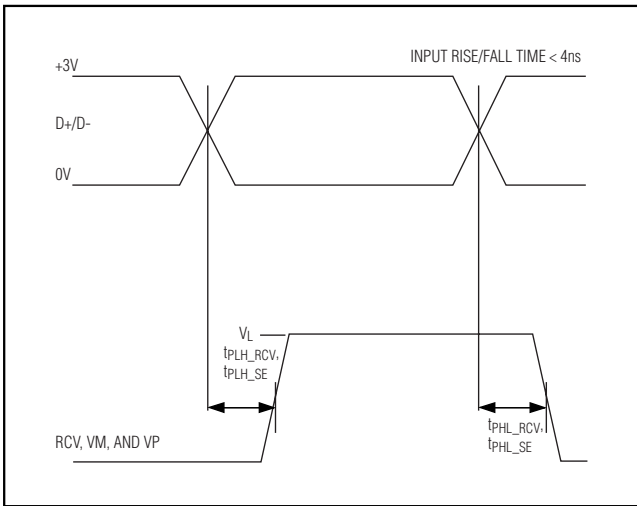 +3V
INPUT RISE/FALL TIME < 4ns
D+/D-
0V
VL
tPLH_RCV,
tPLH_SE
tPHL_RCV,
tPHL_SE
RCV, VM, AND VP